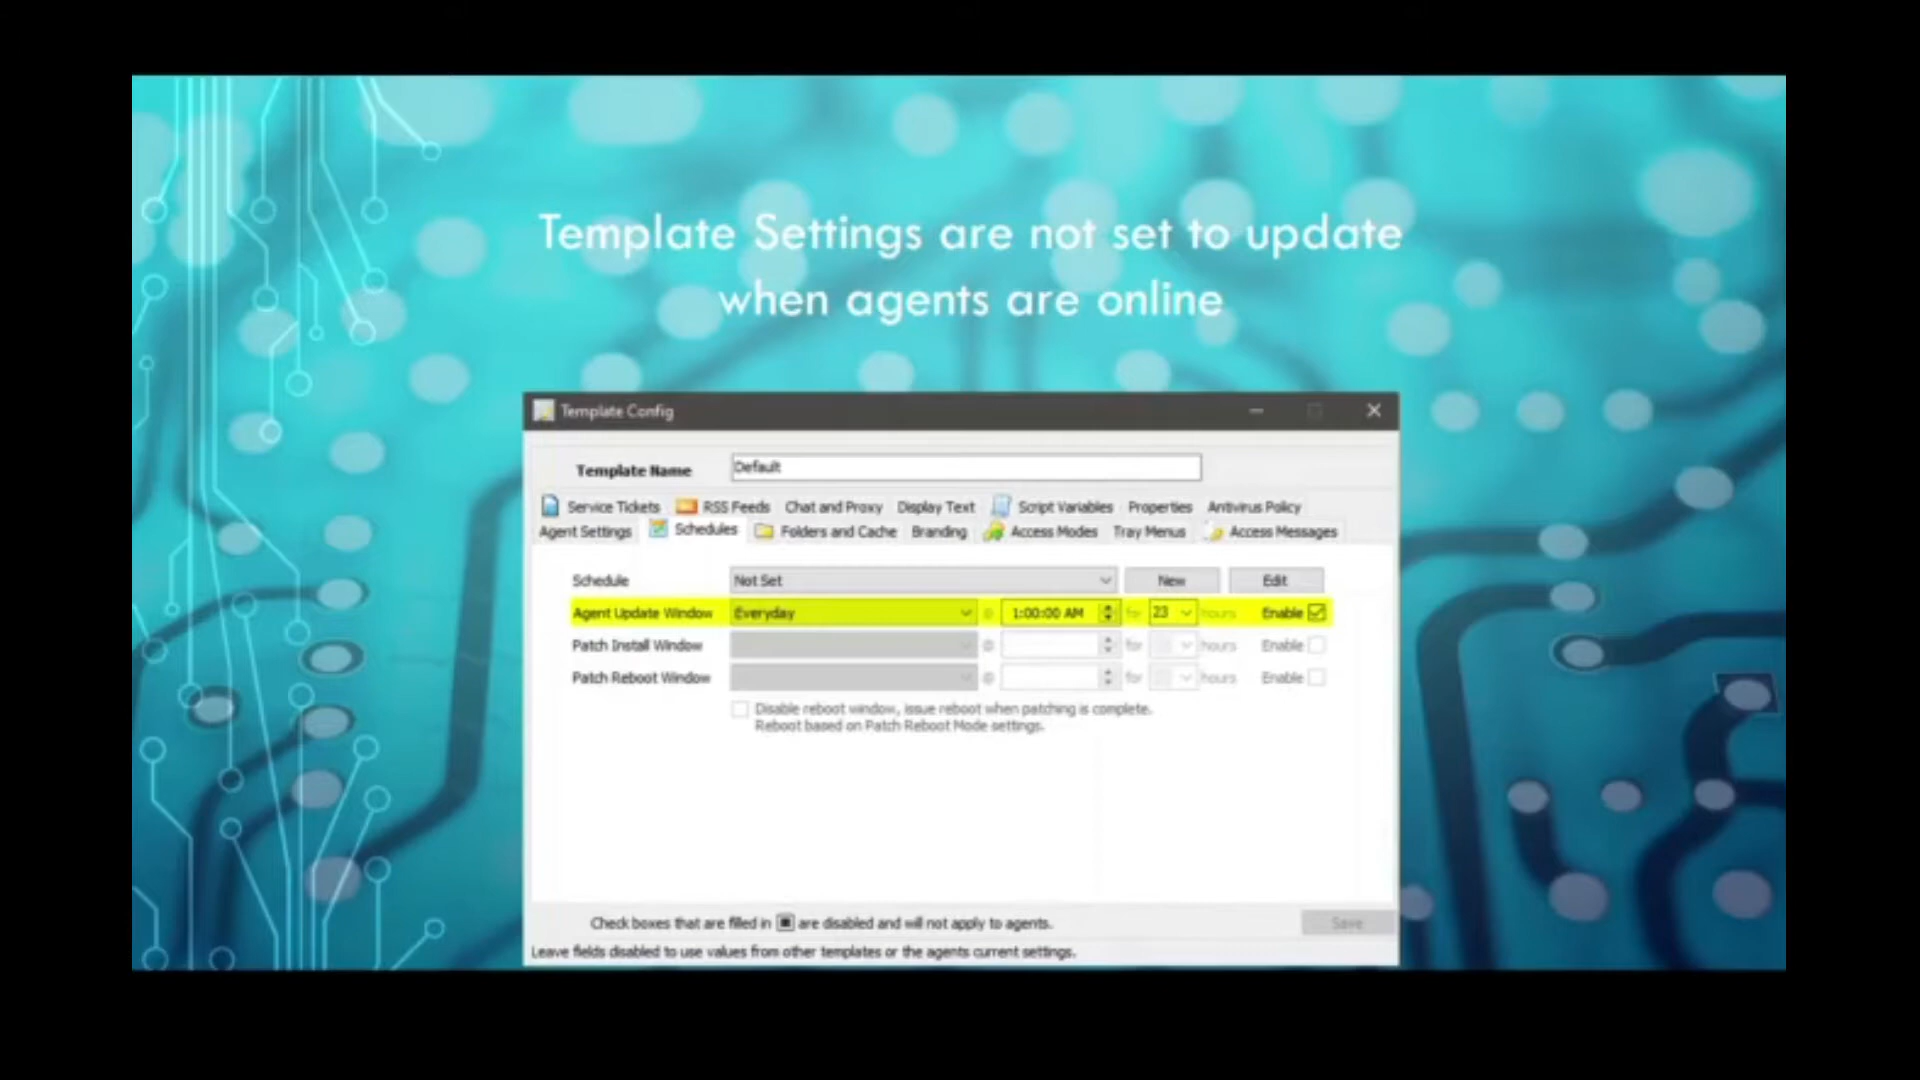 Template Settings are not set to update
when agents are online
Template Config
Template Name Default
Service Tickets RSS Feeds Chat and Proxy Display Text Script Variables Properties Antivirus Policy
Agent Settings Schedules Folders and Cache Branding Access Modes Tray Menus Access Messages
Schedule Not Set New Edit
Agent Update Window Everyday @ 1:00:00 AM for 23 hours Enable
Patch Install Window @ for hours Enable
Patch Reboot Window @ for hours Enable
Disable reboot window, issue reboot when patching is complete.
Reboot based on Patch Reboot Mode settings.
Check boxes that are filled in are disabled and will not apply to agents. Save
Leave fields disabled to use values from other templates or the agents current settings.